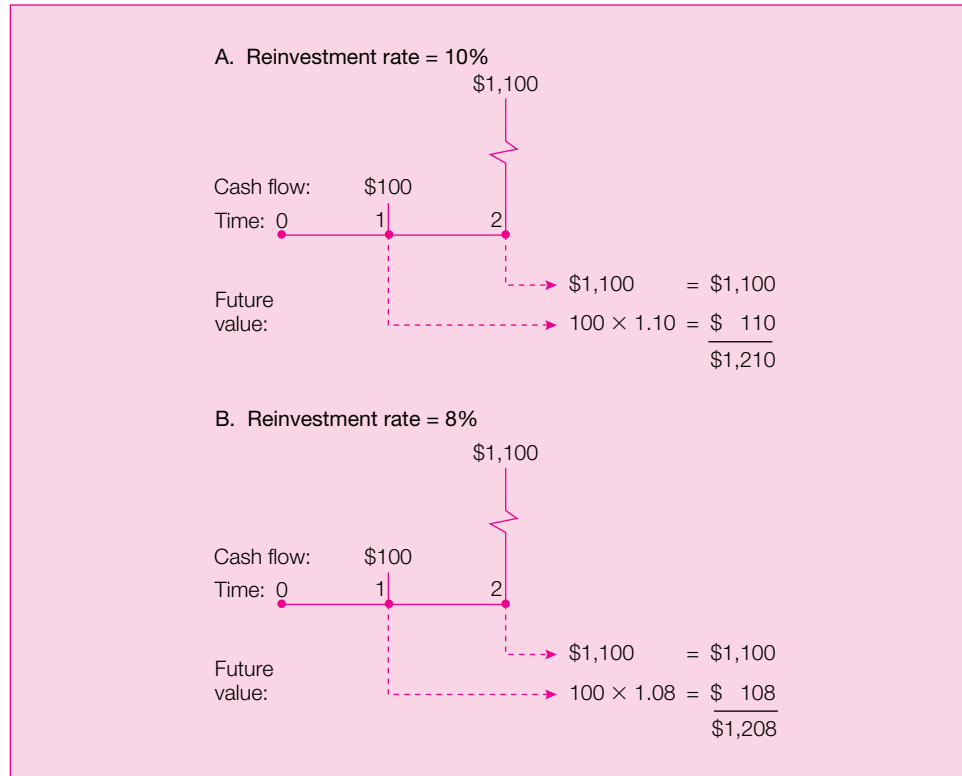 A. Reinvestment rate = 10%
$1,100
Cash flow: $100
Time: 0 1 2
$1,100 = $1,100
Future
value: 100 × 1.10 = $ 110
$1,210
B. Reinvestment rate = 8%
$1,100
Cash flow: $100
Time: 0 1 2
$1,100 = $1,100
Future
value: 100 × 1.08 = $ 108
$1,208